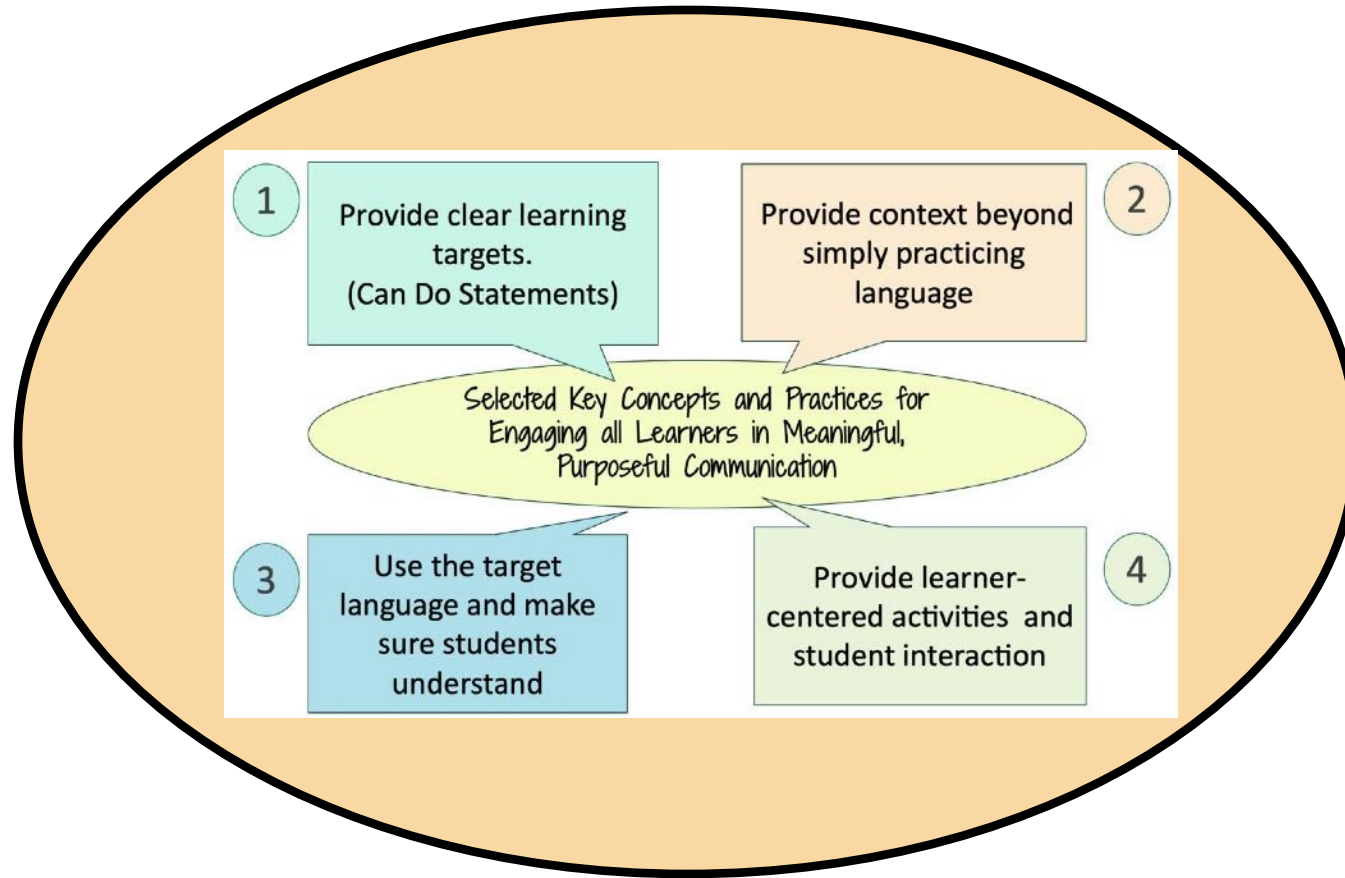 1
Provide clear learning
targets.
(Can Do Statements)
2
Provide context beyond
simply practicing
language
Selected Key Concepts and Practices for
Engaging all Learners in Meaningful,
Purposeful Communication
3
Use the target
language and make
sure students
understand
4
Provide learner-
centered activities and
student interaction